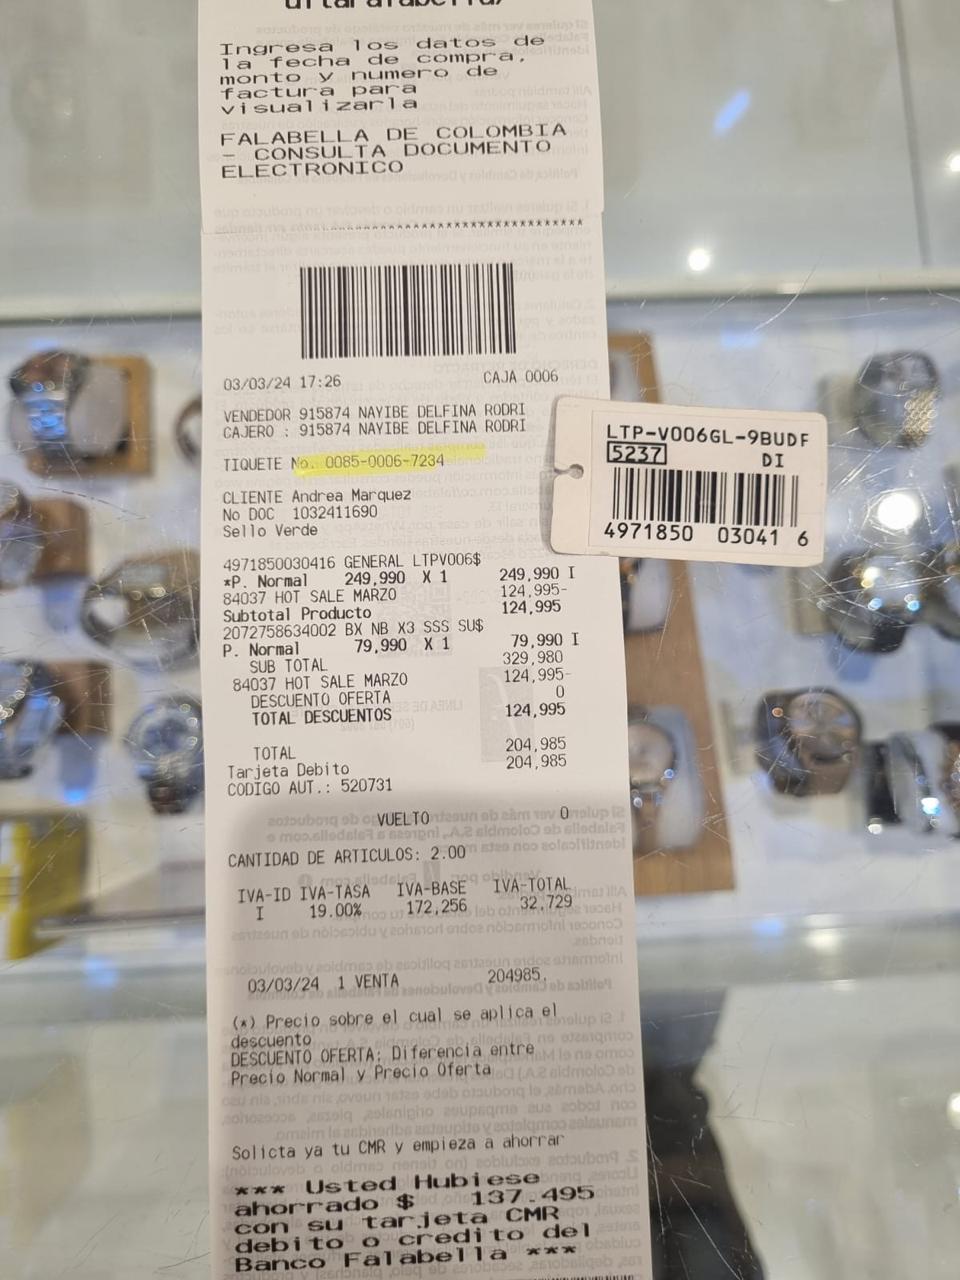 Ingresa los datos de
la fecha de compra,
monto y numero de
factura para
visualizarla
FALABELLA DE COLOMBIA
- CONSULTA DOCUMENTO
ELECTRONICO
03/03/24 17:26 CAJA 0006
VENDEDOR 915874 NAYIBE DELFINA RODRI
CAJERO : 915874 NAYIBE DELFINA RODRI
TIQUETE No. 0085-0006-7234
CLIENTE Andrea Marquez
No DOC 1032411690
Sello Verde
4971850030416 GENERAL LTPV006$
*P. Normal 249,990 X 1 249,990 I
84037 HOT SALE MARZO 124,995-
Subtotal Producto 124,995
2072758634002 BX NB X3 SSS SU$
P. Normal 79,990 X 1 79,990 I
SUB TOTAL 329,980
84037 HOT SALE MARZO 124,995-
DESCUENTO OFERTA 0
TOTAL DESCUENTOS 124,995
TOTAL 204,985
Tarjeta Debito 204,985
CODIGO AUT.: 520731
VUELTO 0
CANTIDAD DE ARTICULOS: 2.00
IVA-ID IVA-TASA IVA-BASE IVA-TOTAL
I 19.00% 172,256 32,729
03/03/24 1 VENTA 204985.
(*) Precio sobre el cual se aplica el
descuento
DESCUENTO OFERTA: Diferencia entre
Precio Normal y Precio Oferta
Solicta ya tu CMR y empieza a ahorrar
*** Usted Hubiese
ahorrado $ 137.495
con su tarjeta CMR
debito o credito del
Banco Falabella ***
LTP-V006GL-9BUDF
5237 DI
4971850 03041 6